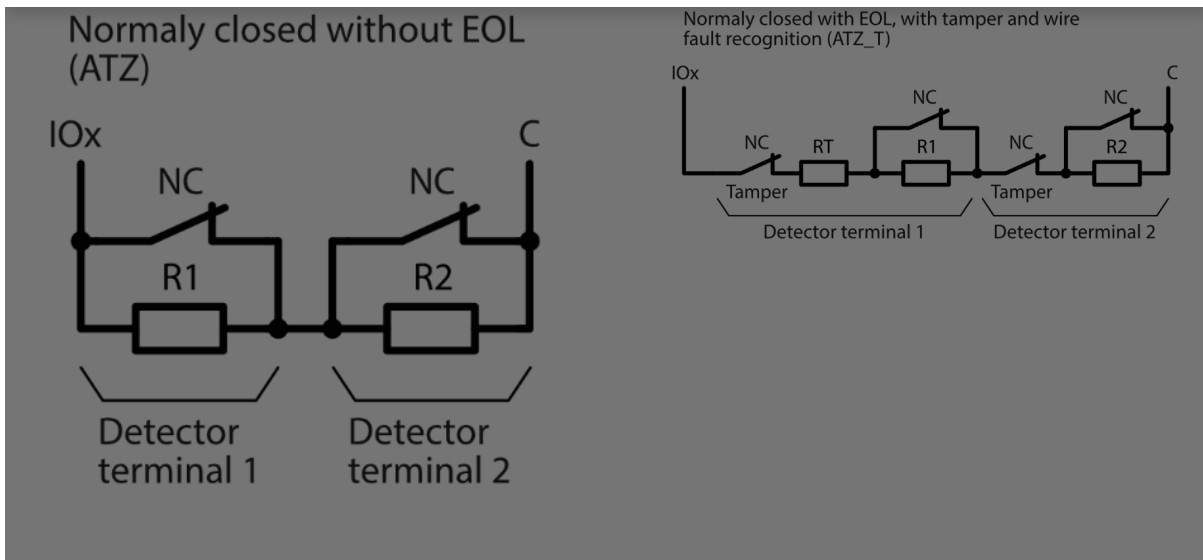 Normaly closed without EOL
(ATZ)
IOx
C
NC
NC
R1
R2
Detector
terminal 1
Detector
terminal 2
Normaly closed with EOL, with tamper and wire
fault recognition (ATZ_T)
IOx
C
NC
NC
NC
RT
R1
NC
R2
Tamper
Tamper
Detector terminal 1
Detector terminal 2